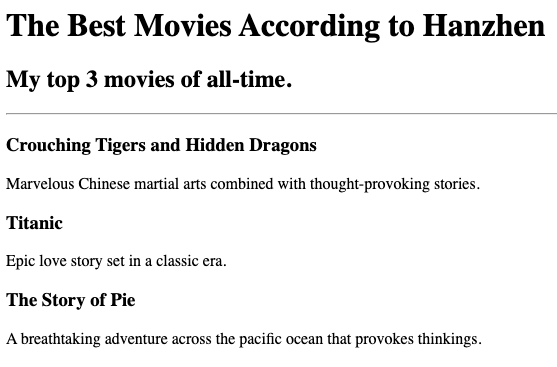 The Best Movies According to Hanzhen
My top 3 movies of all-time.
Crouching Tigers and Hidden Dragons
Marvelous Chinese martial arts combined with thought-provoking stories.
Titanic
Epic love story set in a classic era.
The Story of Pie
A breathtaking adventure across the pacific ocean that provokes thinkings.